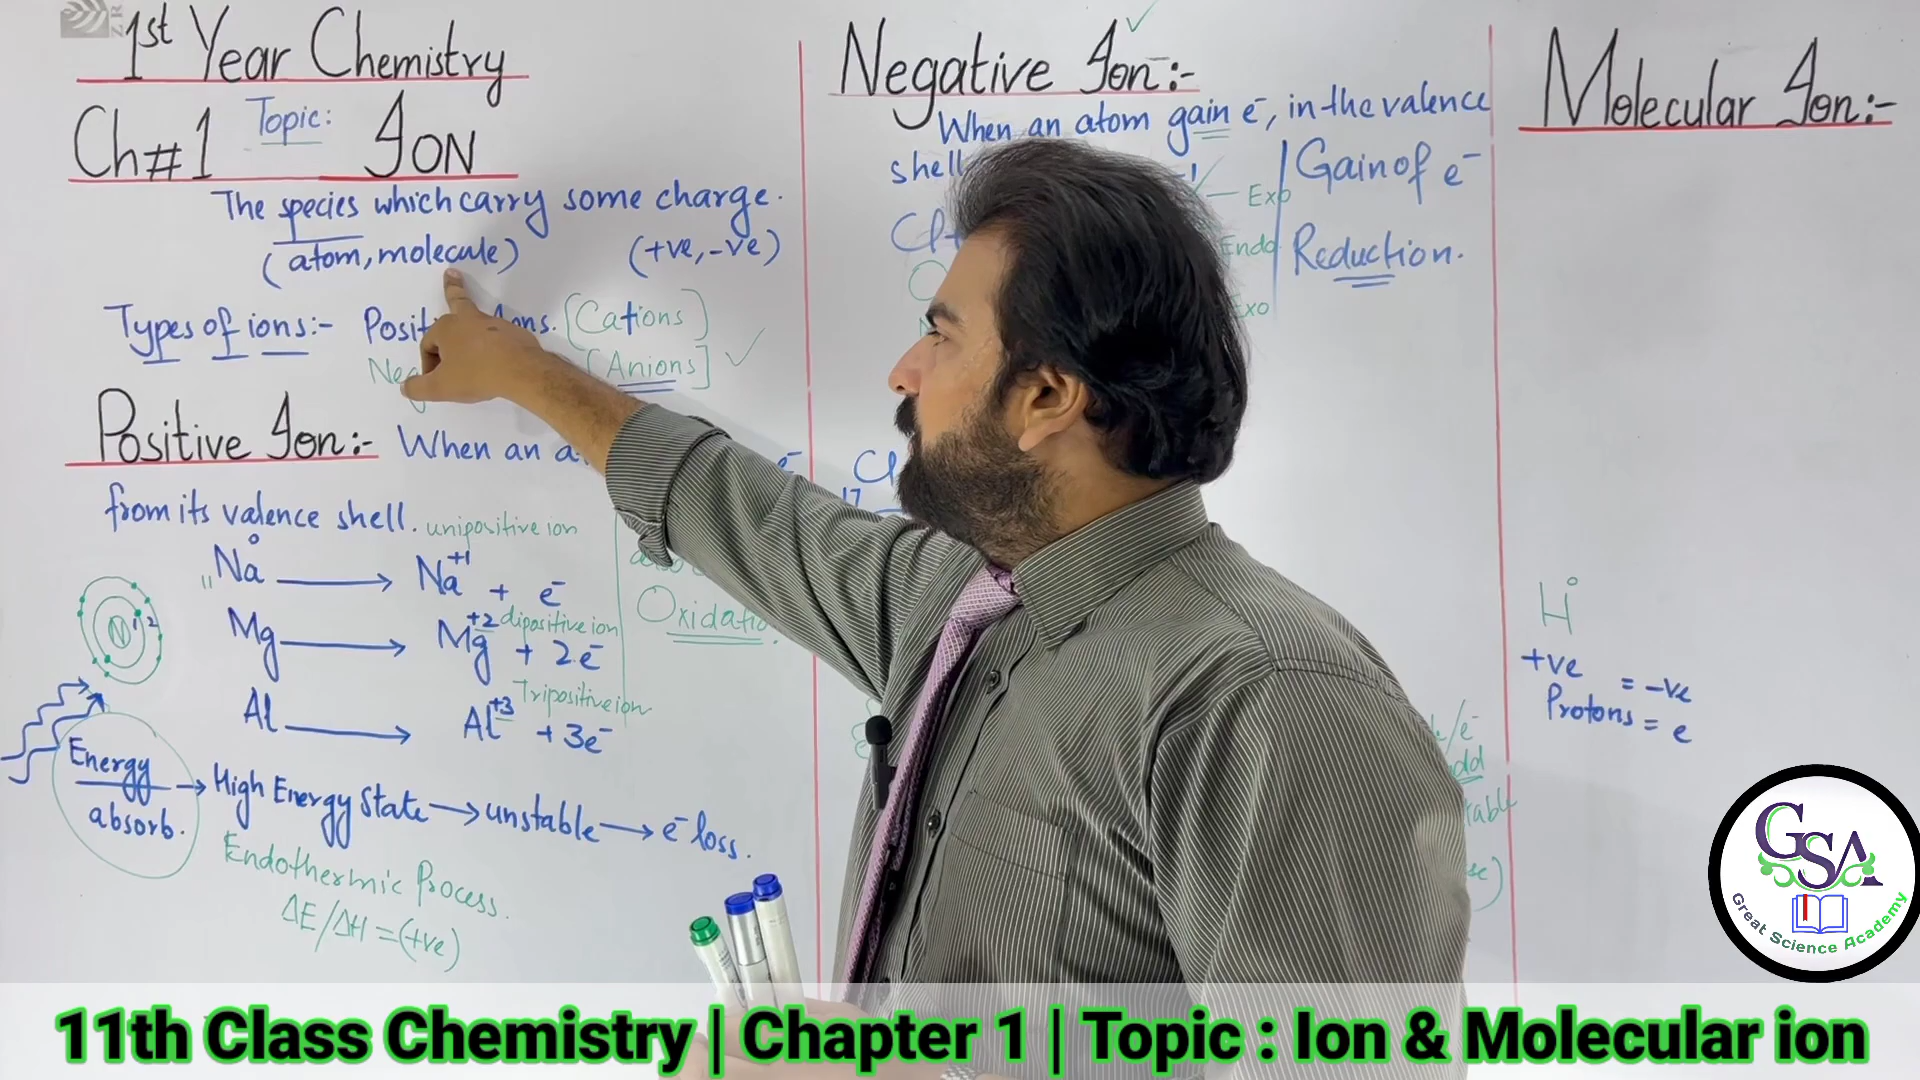 1st Year Chemistry
Ch#1 Topic: ION
The species which carry some charge.
(atom, molecule) (+ve, -ve)
Types of ions:- Ions. [Cations]
[Anions]
Positive Ion:- When an
e⁻
from its valence shell. unipositive ion
Na° → Na⁺¹ + e⁻
11
Mg → Mg⁺² + 2e⁻
dipositive ion
Al → Al⁺³ + 3e⁻
Tripositive ion
N
Energy absorb. → High Energy State → unstable → e⁻ loss.
Endothermic Process.
ΔE/ΔH = (+ve)
Negative Ion:-
When an atom gain e⁻, in the valence
shell
Exo
Endo
Exo
Gain of e⁻
Reduction.
Cl
17
Molecular Ion:-
H°
+ve = -ve
Protons = e
GSA
Great Science Academy
11th Class Chemistry | Chapter 1 | Topic : Ion & Molecular ion